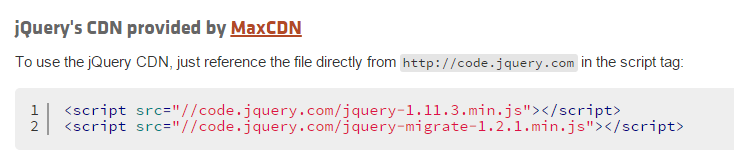 jQuery's CDN provided by MaxCDN
To use the jQuery CDN, just reference the file directly from http://code.jquery.com in the script tag:
1 <script src="//code.jquery.com/jquery-1.11.3.min.js"></script>
2 <script src="//code.jquery.com/jquery-migrate-1.2.1.min.js"></script>